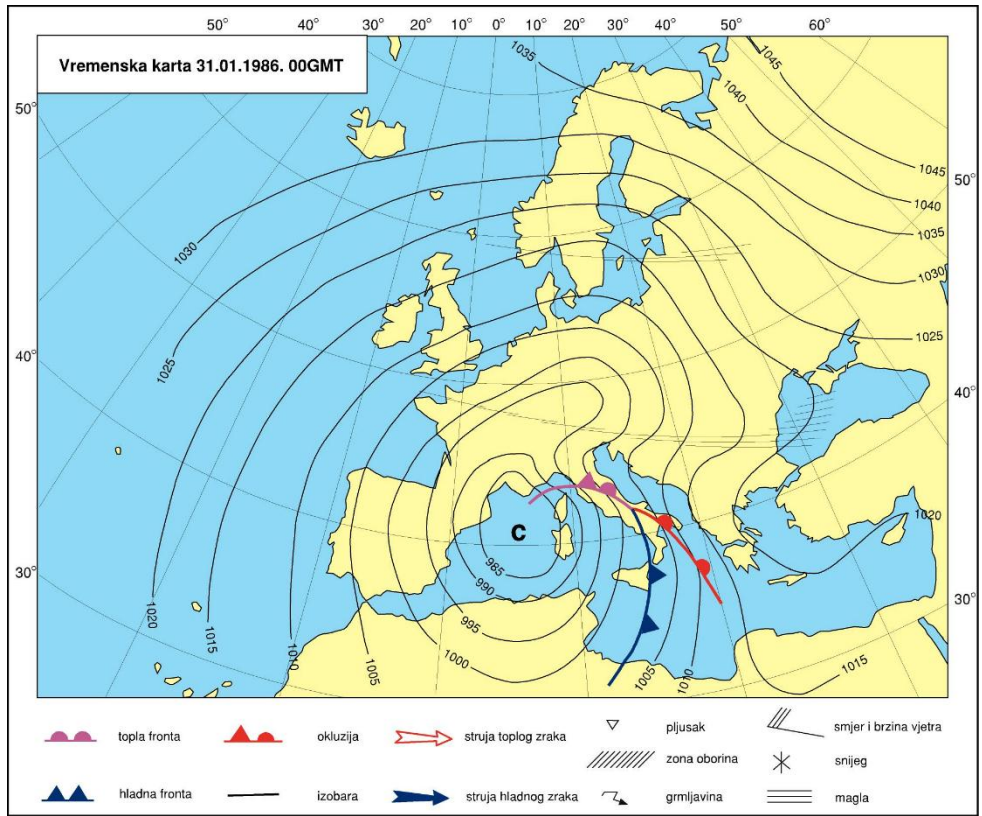 50° 40° 30° 20° 10° 0° 10° 20° 30° 40° 50° 60°
Vremenska karta 31.01.1986. 00GMT
1035
1045
1040
50°
1045
50°
1040
1035
1030
1030
1025
1025
40°
40°
C
1020
985
990
30°
30°
995
1020
1015
1010
1005
1000
1005
1010
1015
topla fronta
okluzija
struja toplog zraka
pljusak
smjer i brzina vjetra
zona oborina
snijeg
hladna fronta
izobara
struja hladnog zraka
grmljavina
magla